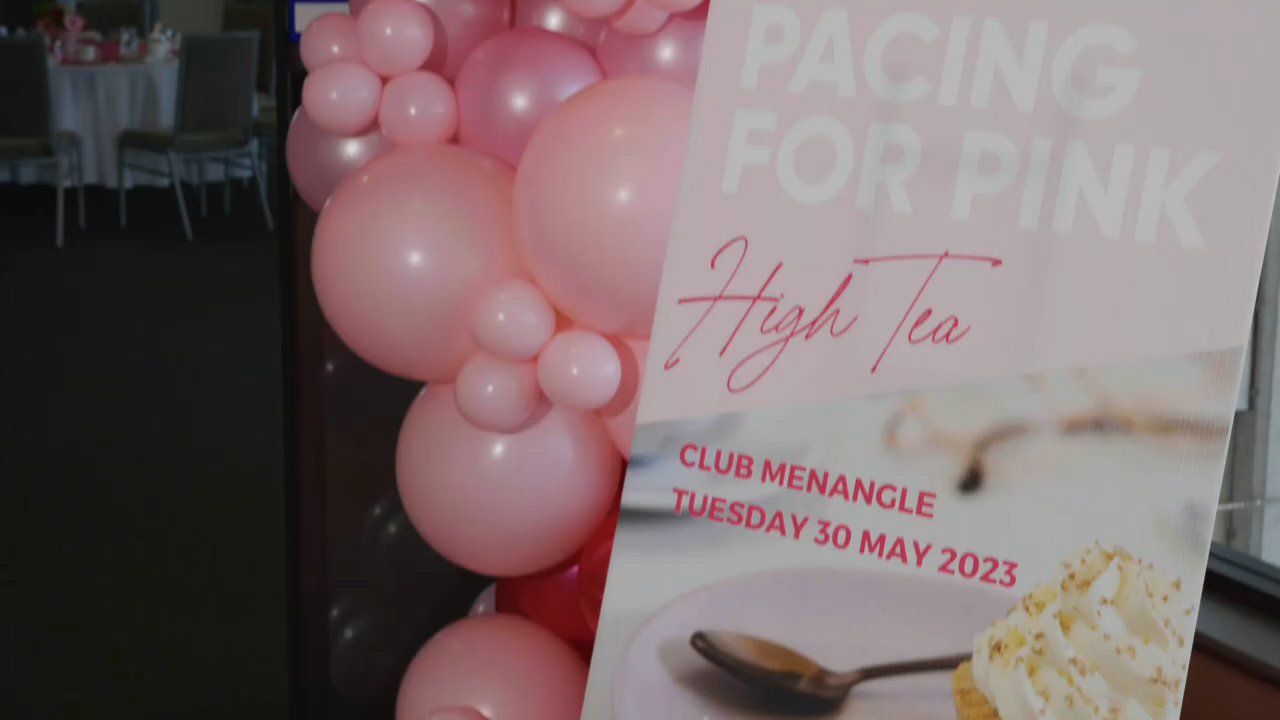 PACING
FOR PINK
High Tea
CLUB MENANGLE
TUESDAY 30 MAY 2023